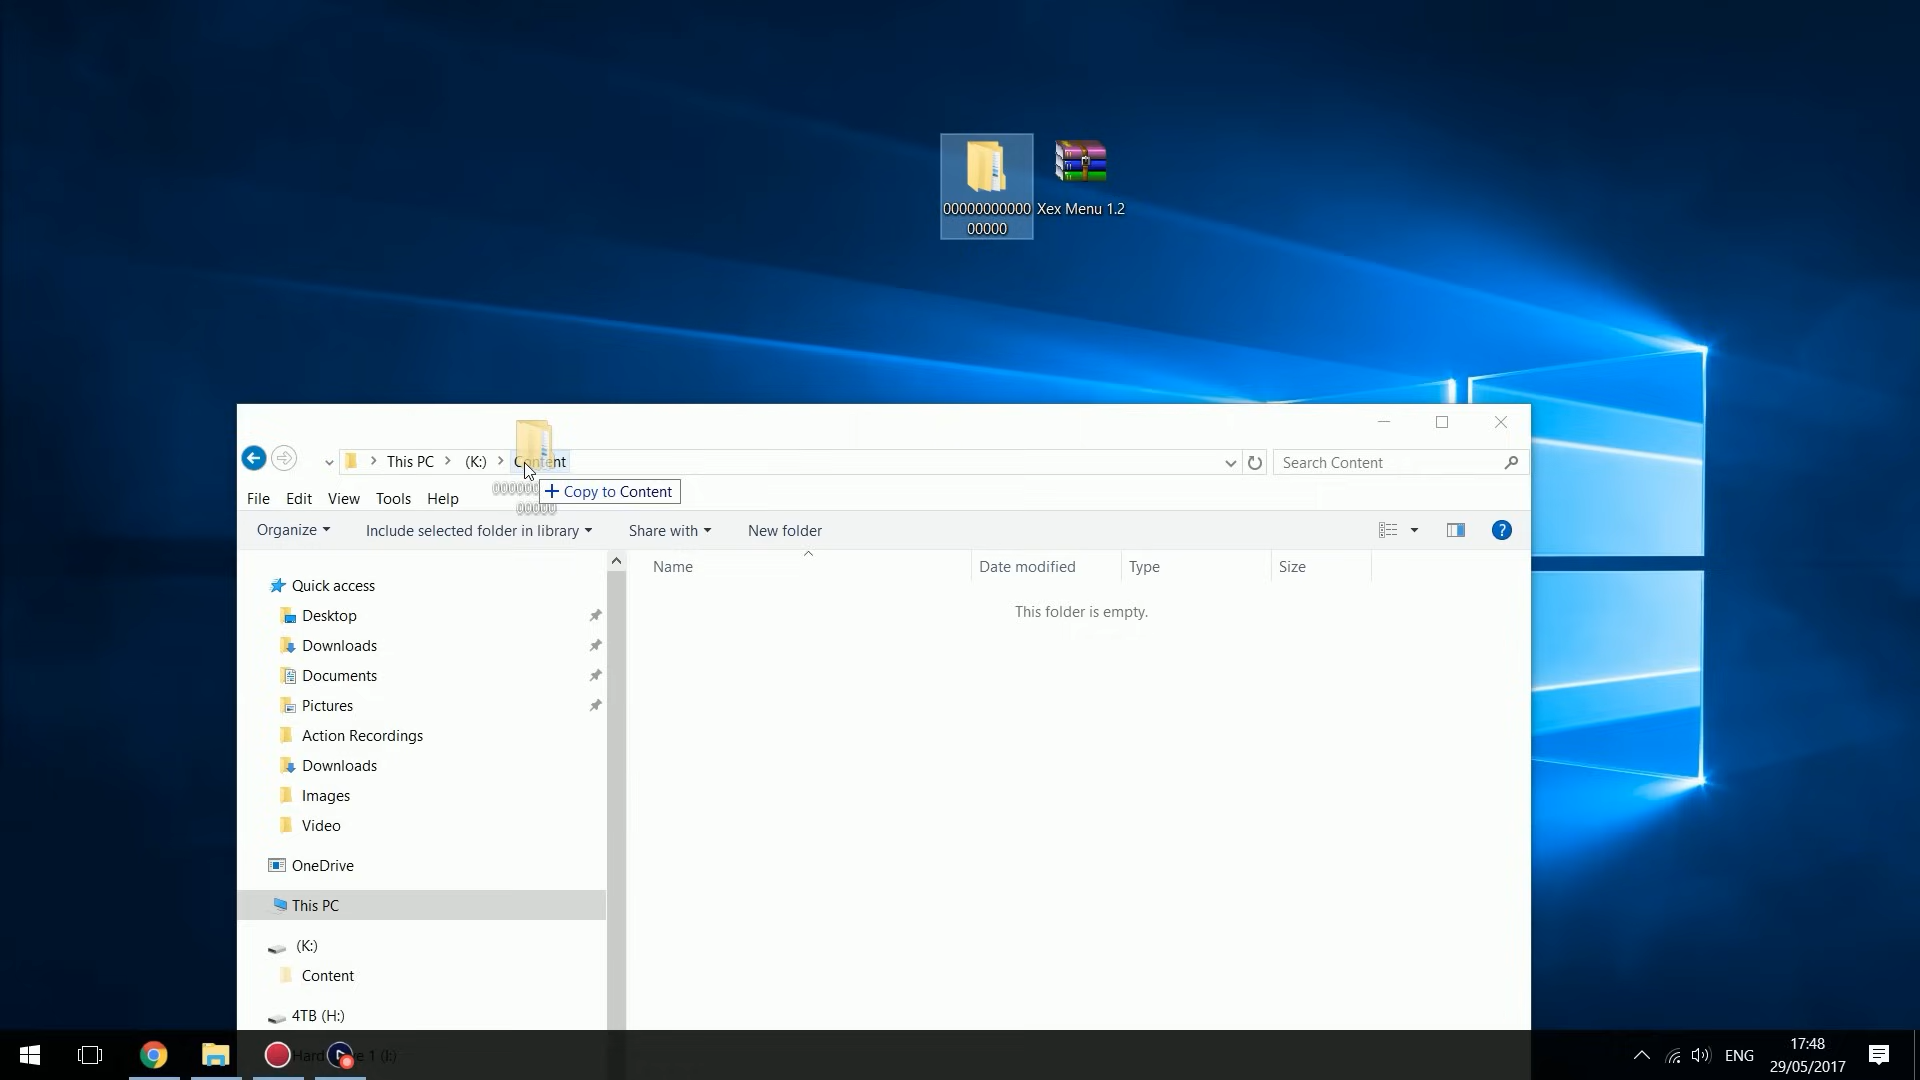 00000000000
00000
Xex Menu 1.2
This PC
(K:)
Content
Search Content
Copy to Content
00000
File
Edit
View
Tools
Help
Organize
Include selected folder in library
Share with
New folder
?
Name
Date modified
Type
Size
This folder is empty.
Quick access
Desktop
Downloads
Documents
Pictures
Action Recordings
Downloads
Images
Video
OneDrive
This PC
(K:)
Content
4TB (H:)
ENG
17:48
29/05/2017